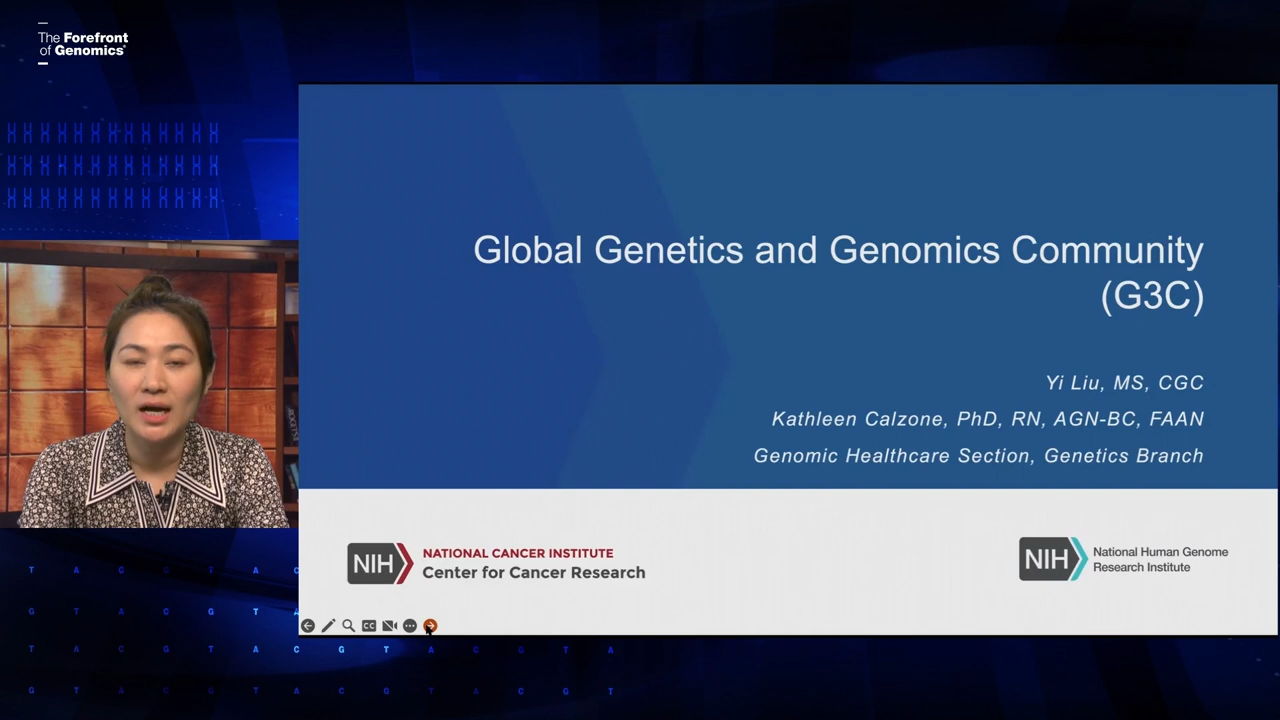 The Forefront
of Genomics®
Global Genetics and Genomics Community
(G3C)
Yi Liu, MS, CGC
Kathleen Calzone, PhD, RN, AGN-BC, FAAN
Genomic Healthcare Section, Genetics Branch
NIH NATIONAL CANCER INSTITUTE
Center for Cancer Research
NIH National Human Genome
Research Institute
CC
T A C G T A C
G T A C G T A
T A C G T A C G T A C G T A C G T A
G T A C G T A C G T A C G T